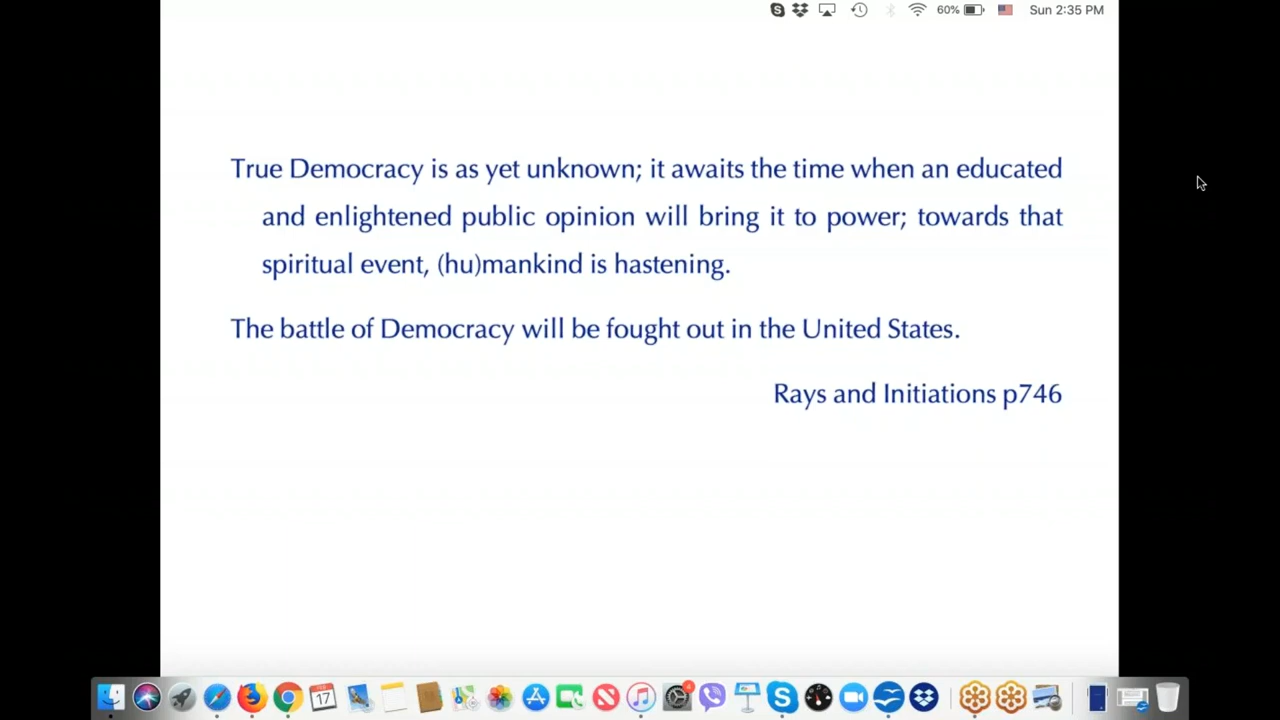 60% Sun 2:35 PM
True Democracy is as yet unknown; it awaits the time when an educated
and enlightened public opinion will bring it to power; towards that
spiritual event, (hu)mankind is hastening.
The battle of Democracy will be fought out in the United States.
Rays and Initiations p746
17